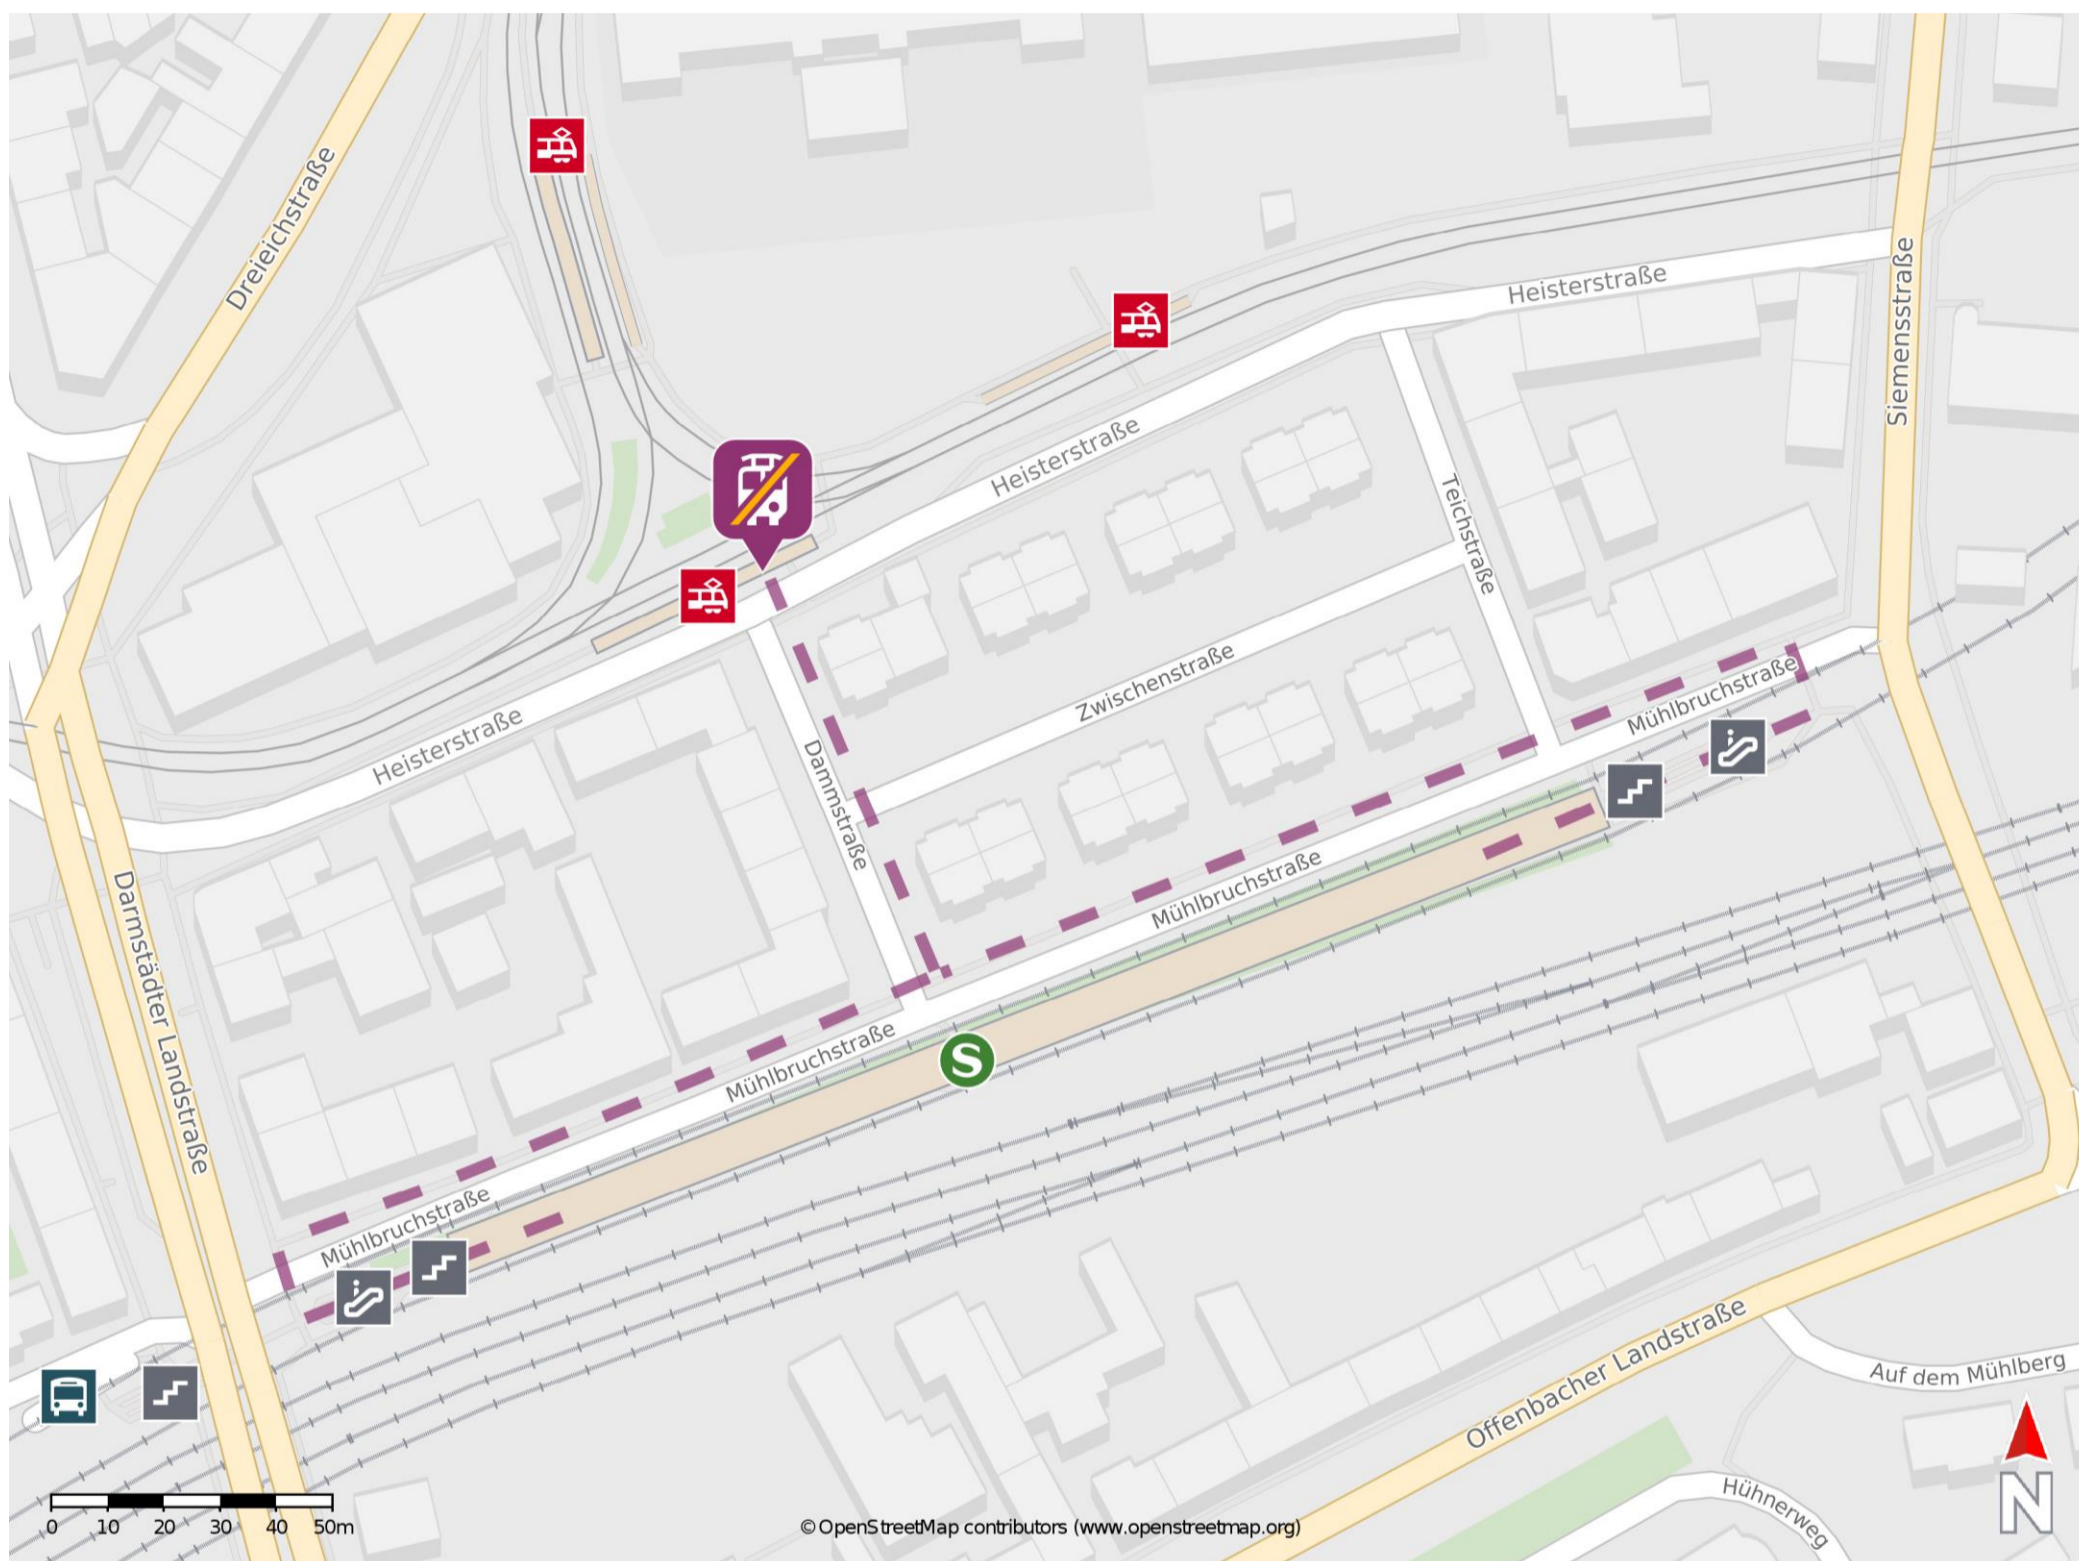 Dreieichstraße
Heisterstraße
Siemensstraße
Heisterstraße
Teichstraße
Zwischenstraße
Mühlbruchstraße
Heisterstraße
Dammstraße
Mühlbruchstraße
Darmstädter Landstraße
S
Mühlbruchstraße
Mühlbruchstraße
Offenbacher Landstraße
Auf dem Mühlberg
Hühnerweg
N
0 10 20 30 40 50m
© OpenStreetMap contributors (www.openstreetmap.org)